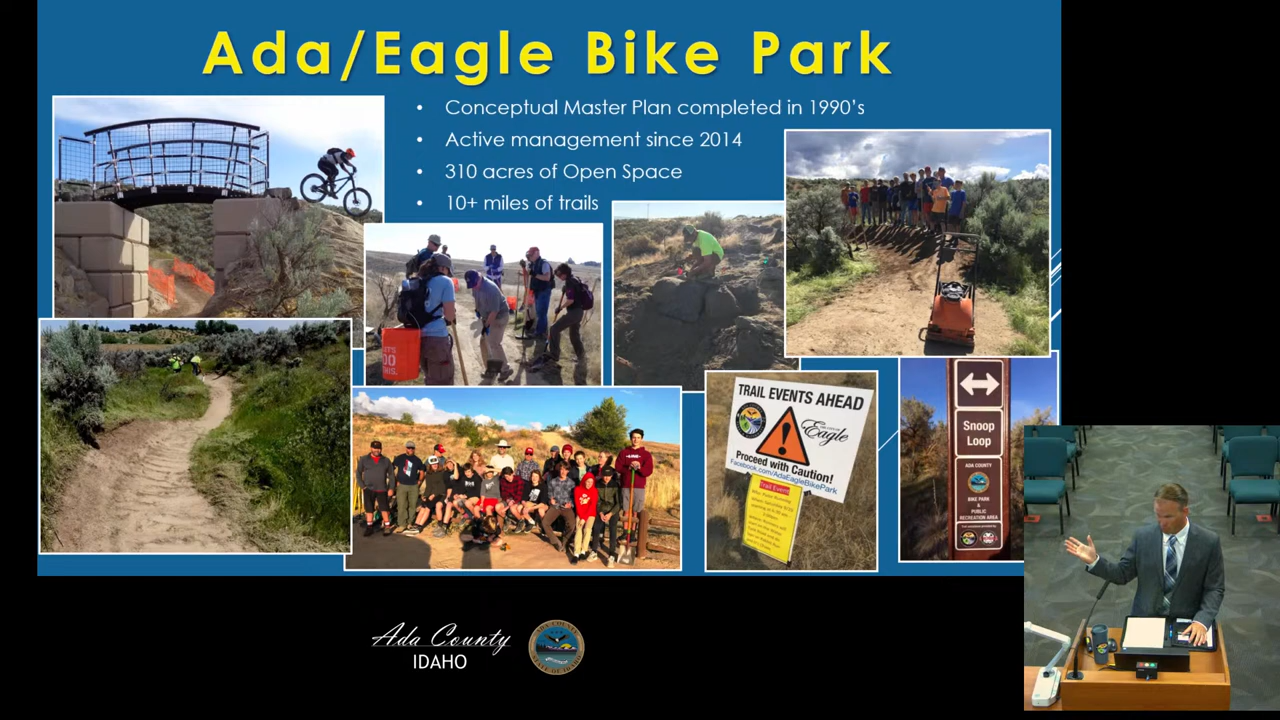 Ada/Eagle Bike Park
• Conceptual Master Plan completed in 1990's
• Active management since 2014
• 310 acres of Open Space
• 10+ miles of trails
TRAIL EVENTS AHEAD
Eagle
Proceed with Caution!
Facebook.com/AdaEagleBikePark
Trail Event
Snoop
Loop
ADA COUNTY
BIKE PARK
&
PUBLIC
RECREATION AREA
Ada County
IDAHO